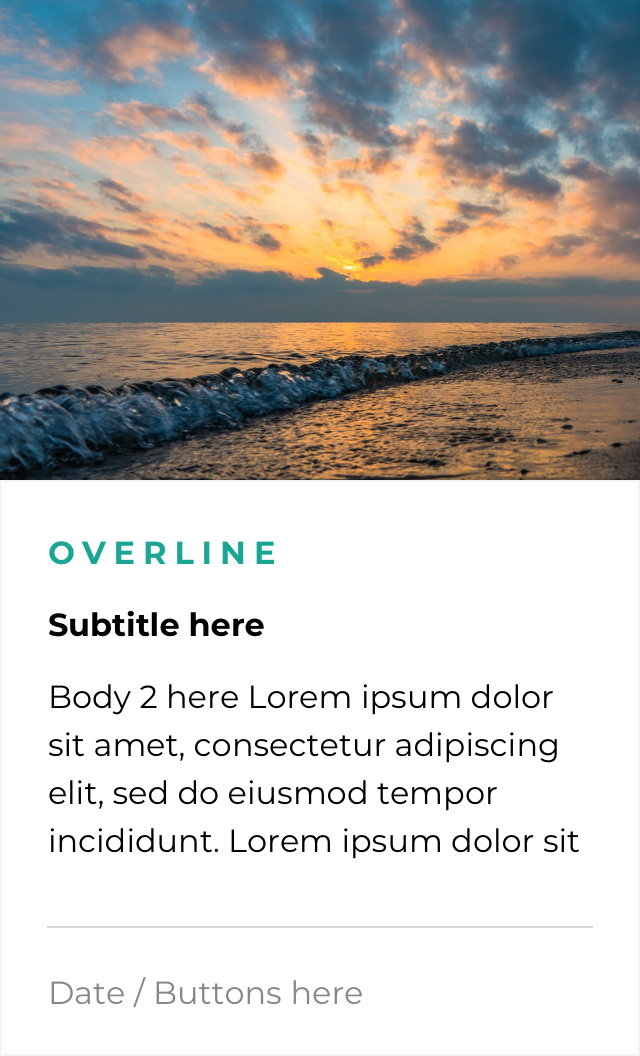 OVERLINE
Subtitle here
Body 2 here Lorem ipsum dolor
sit amet, consectetur adipiscing
elit, sed do eiusmod tempor
incididunt. Lorem ipsum dolor sit
Date / Buttons here